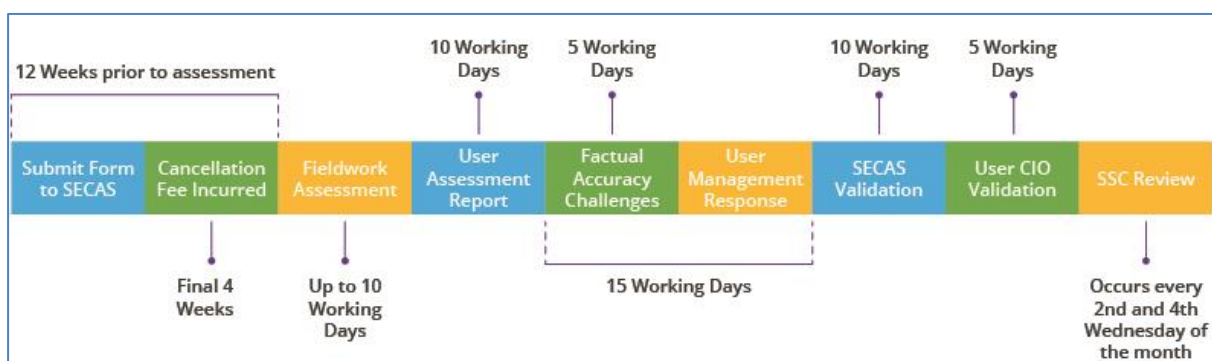 12 Weeks prior to assessment
10 Working
Days
5 Working
Days
10 Working
Days
5 Working
Days
Submit Form
to SECAS
Cancellation
Fee Incurred
Fieldwork
Assessment
User
Assessment
Report
Factual
Accuracy
Challenges
User
Management
Response
SECAS
Validation
User CIO
Validation
SSC Review
Final 4
Weeks
Up to 10
Working
Days
15 Working Days
Occurs every
2nd and 4th
Wednesday of
the month